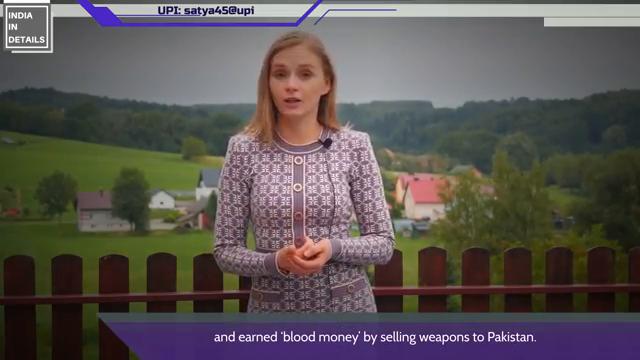 INDIA
IN
DETAILS
UPI: satya45@upi
and earned 'blood money' by selling weapons to Pakistan.